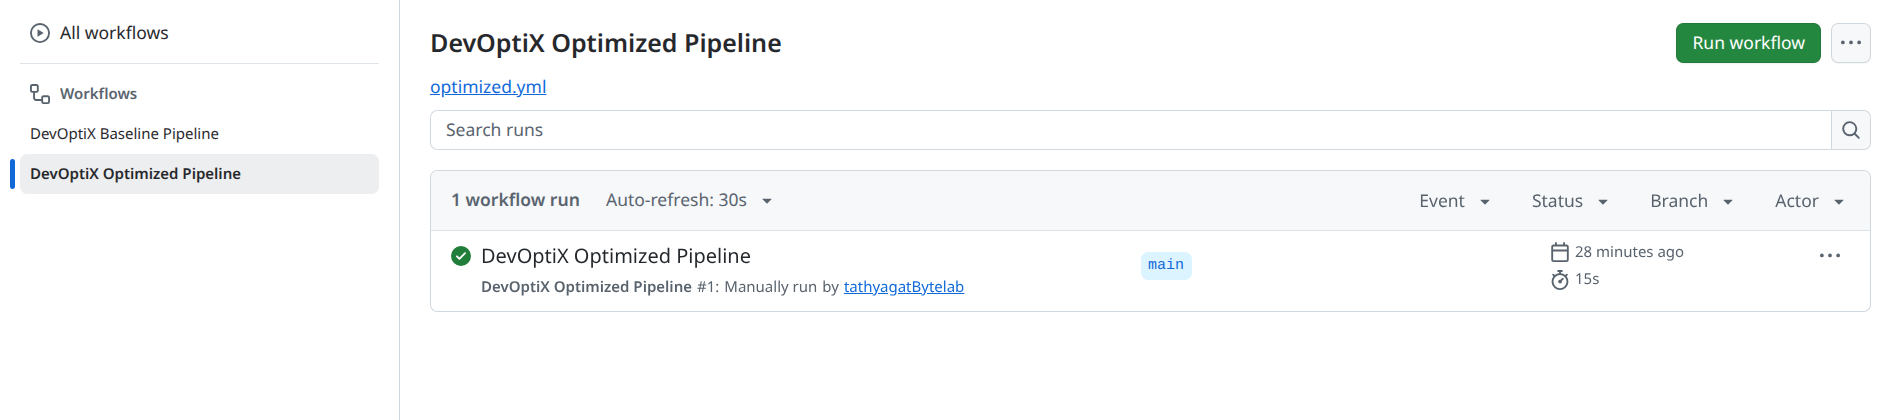 All workflows
Workflows
DevOptiX Baseline Pipeline
DevOptiX Optimized Pipeline
DevOptiX Optimized Pipeline
Run workflow
optimized.yml
Search runs
1 workflow run Auto-refresh: 30s Event Status Branch Actor
DevOptiX Optimized Pipeline
DevOptiX Optimized Pipeline #1: Manually run by tathyagatBytelab
main
28 minutes ago
15s